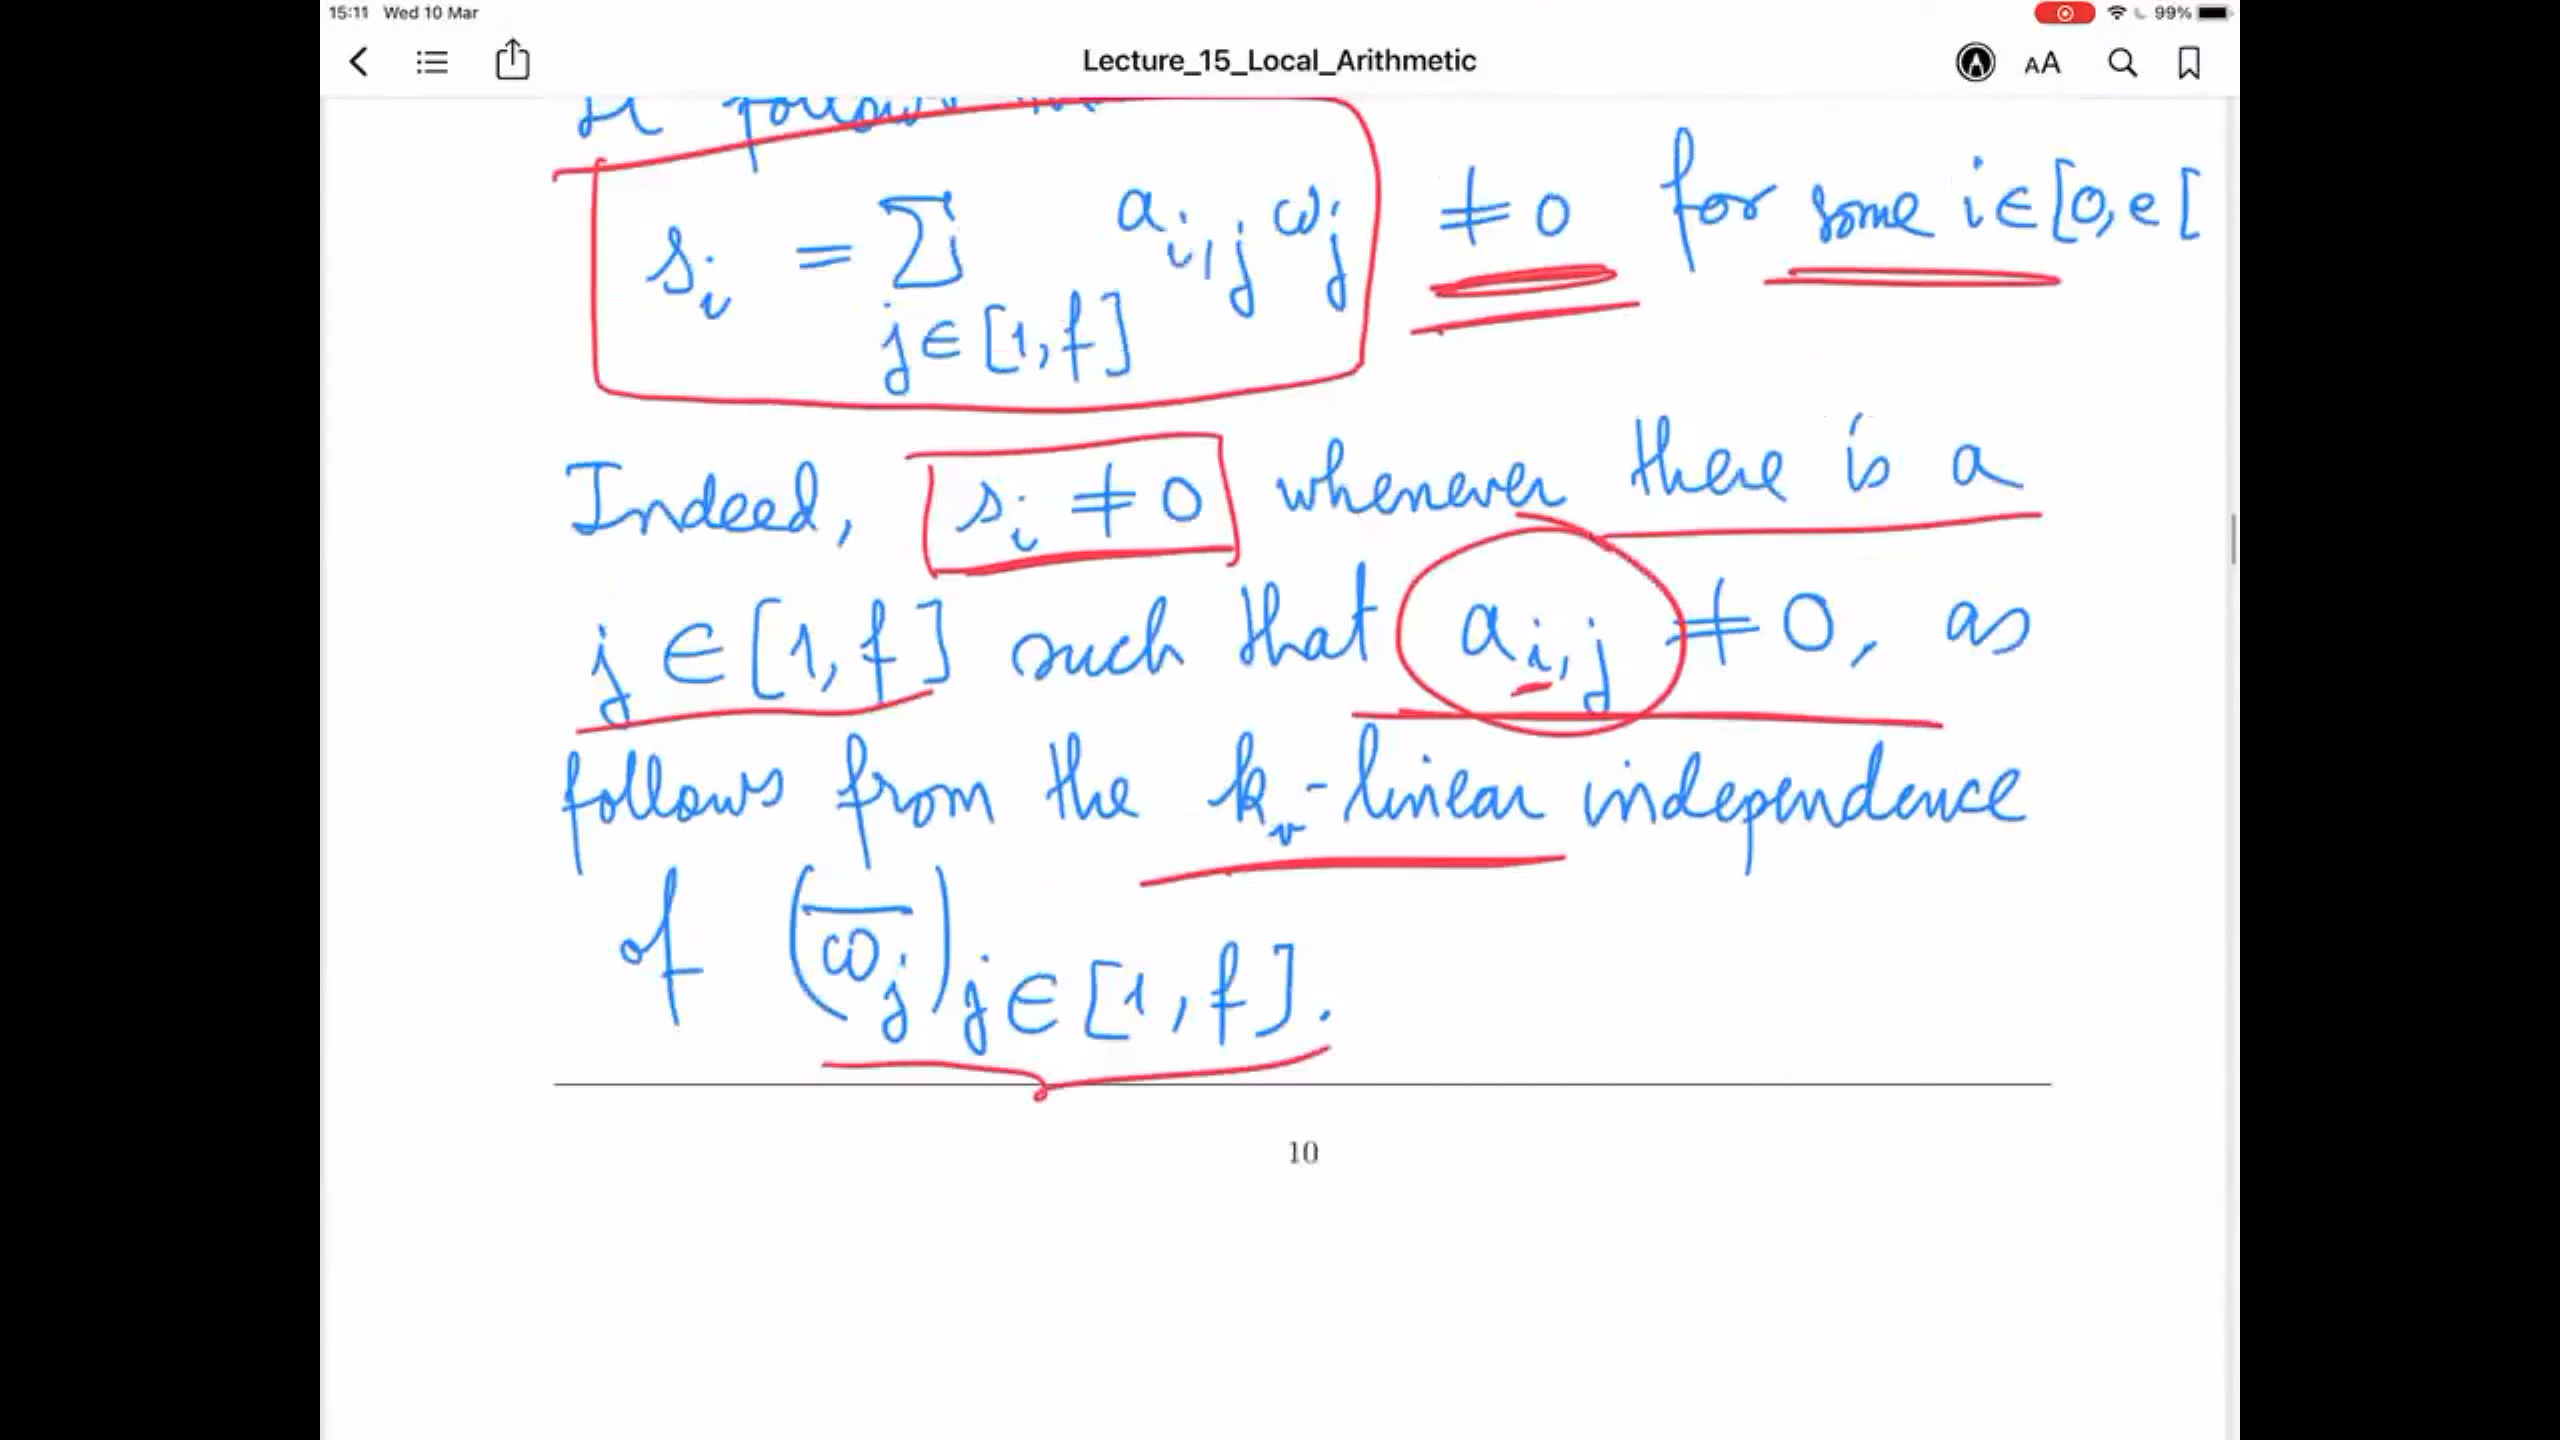 15:11 Wed 10 Mar
99%
Lecture_15_Local_Arithmetic
AA
It follows
s_i = ∑_{j∈[1,f]} a_{i,j} ω_j ≠ 0 for some i∈[0,e[
Indeed, s_i ≠ 0 whenever there is a
j ∈ [1,f] such that a_{i,j} ≠ 0, as
follows from the k_v-linear independence
of (ω̄_j)_{j∈[1,f]}.
10